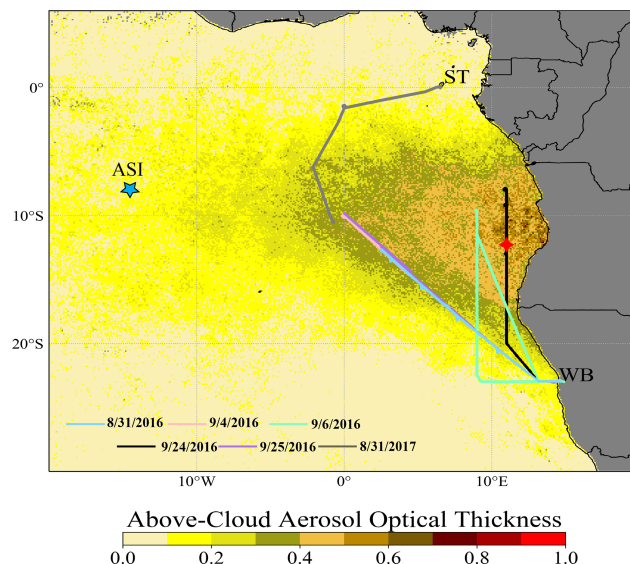 ST
0°
ASI
10°S
20°S
WB
8/31/2016 9/4/2016 9/6/2016
9/24/2016 9/25/2016 8/31/2017
10°W 0° 10°E
Above-Cloud Aerosol Optical Thickness
0.0 0.2 0.4 0.6 0.8 1.0